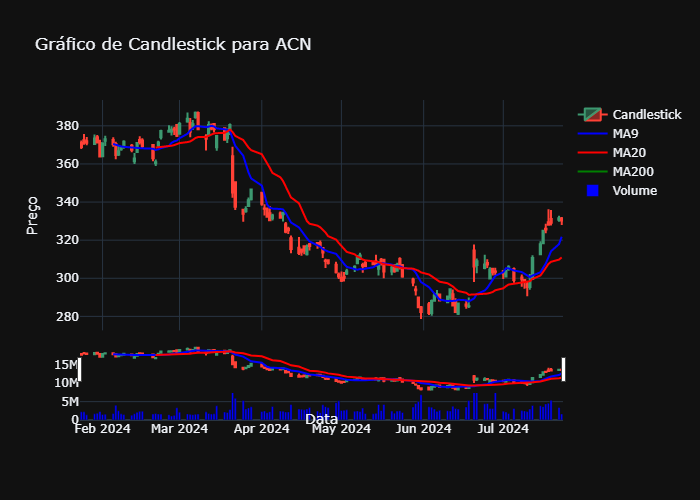 Gráfico de Candlestick para ACN
Candlestick
MA9
MA20
MA200
Volume
Preço
380
360
340
320
300
280
15M
10M
5M
0
Feb 2024
Mar 2024
Apr 2024
May 2024
Jun 2024
Jul 2024
Data